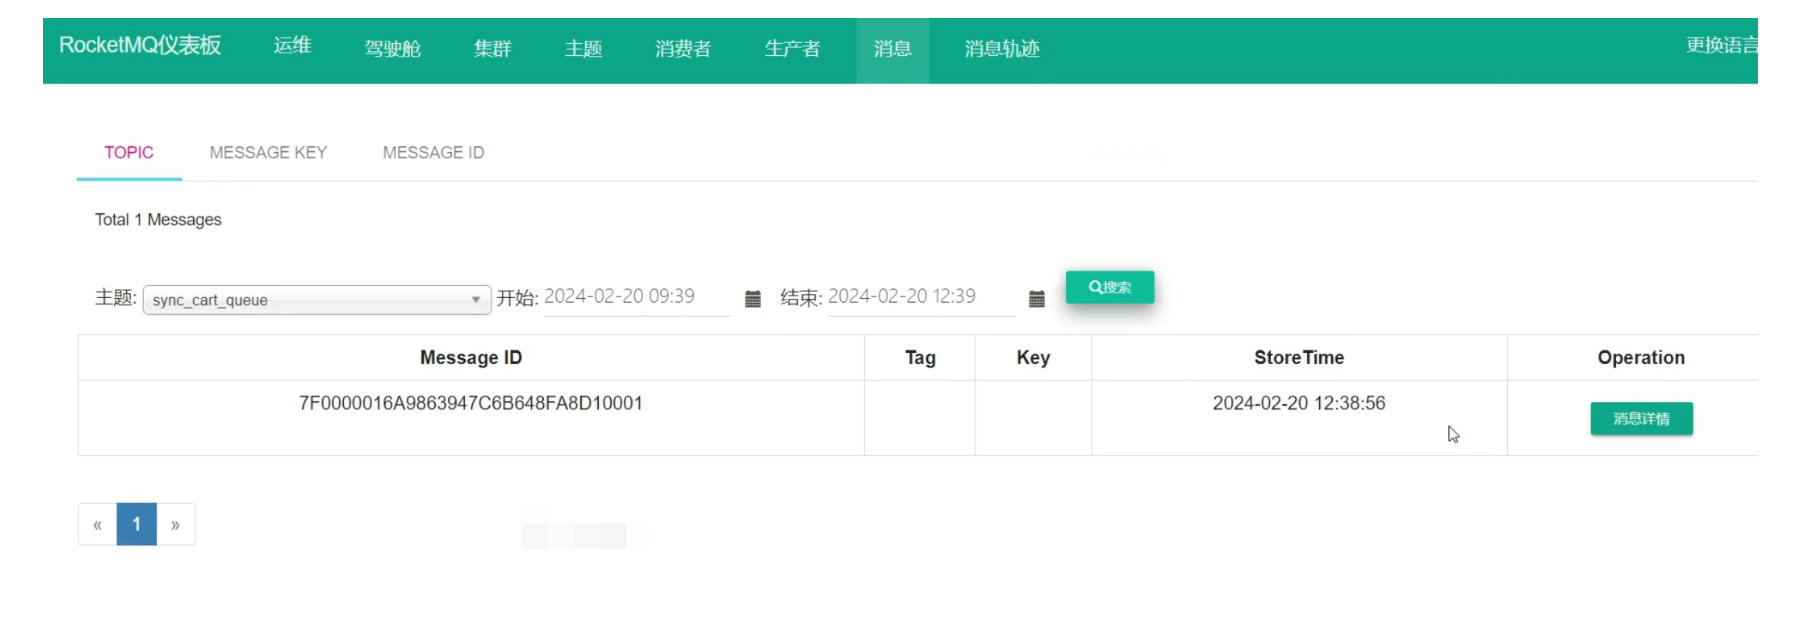 RocketMQ仪表板 运维 驾驶舱 集群 主题 消费者 生产者 消息 消息轨迹 更换语言
TOPIC MESSAGE KEY MESSAGE ID
Total 1 Messages
主题: sync_cart_queue 开始: 2024-02-20 09:39 结束: 2024-02-20 12:39 搜索
Message ID Tag Key StoreTime Operation
7F0000016A9863947C6B648FA8D10001 2024-02-20 12:38:56 消息详情
« 1 »